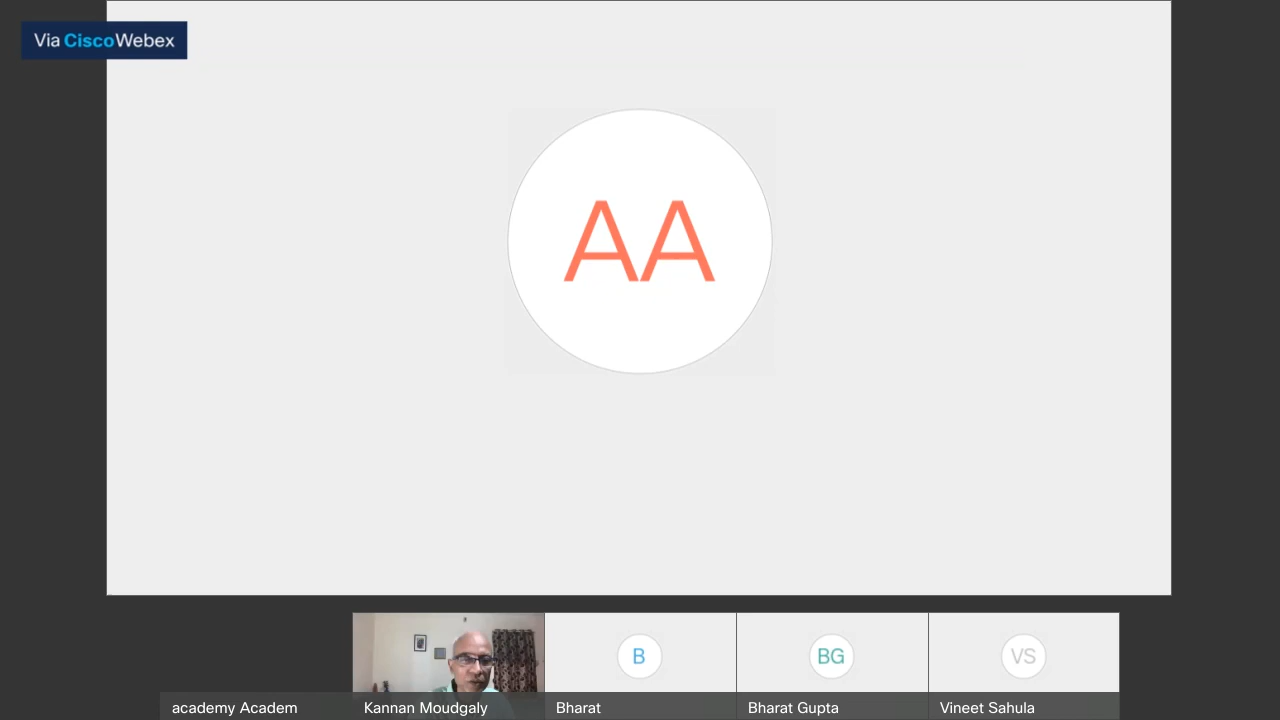 Via CiscoWebex
AA
B
BG
VS
academy Academ
Kannan Moudgaly
Bharat
Bharat Gupta
Vineet Sahula